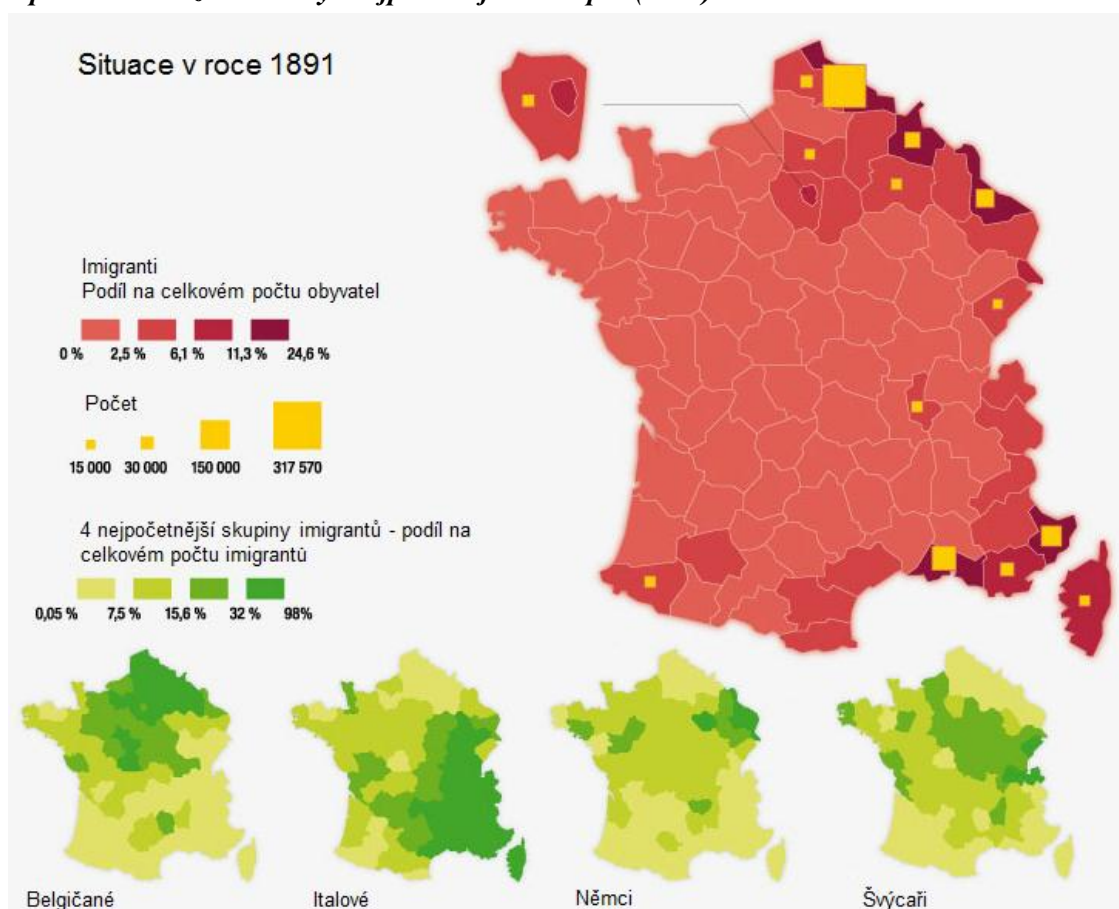 Situace v roce 1891
Imigranti
Podíl na celkovém počtu obyvatel
0 % 2,5 % 6,1 % 11,3 % 24,6 %
Počet
15 000 30 000 150 000 317 570
4 nejpočetnější skupiny imigrantů - podíl na
celkovém počtu imigrantů
0,05 % 7,5 % 15,6 % 32 % 98%
Belgičané Italové Němci Švýcaři